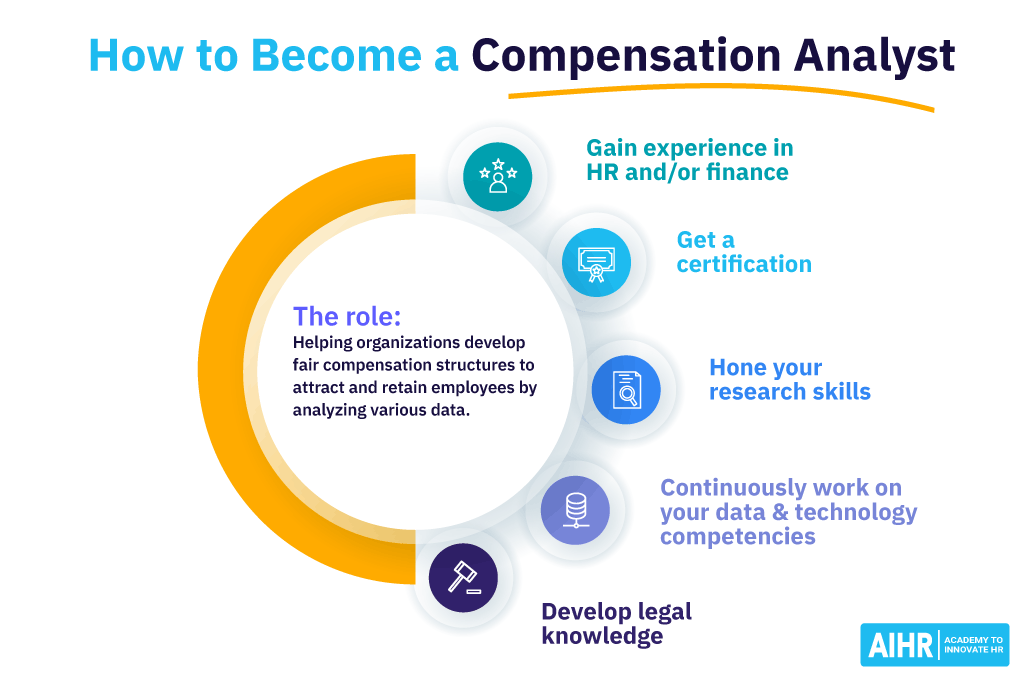 How to Become a Compensation Analyst
Gain experience in
HR and/or finance
Get a
certification
The role:
Helping organizations develop
fair compensation structures to
attract and retain employees by
analyzing various data.
Hone your
research skills
Continuously work on
your data & technology
competencies
Develop legal
knowledge
AIHR
ACADEMY TO
INNOVATE HR